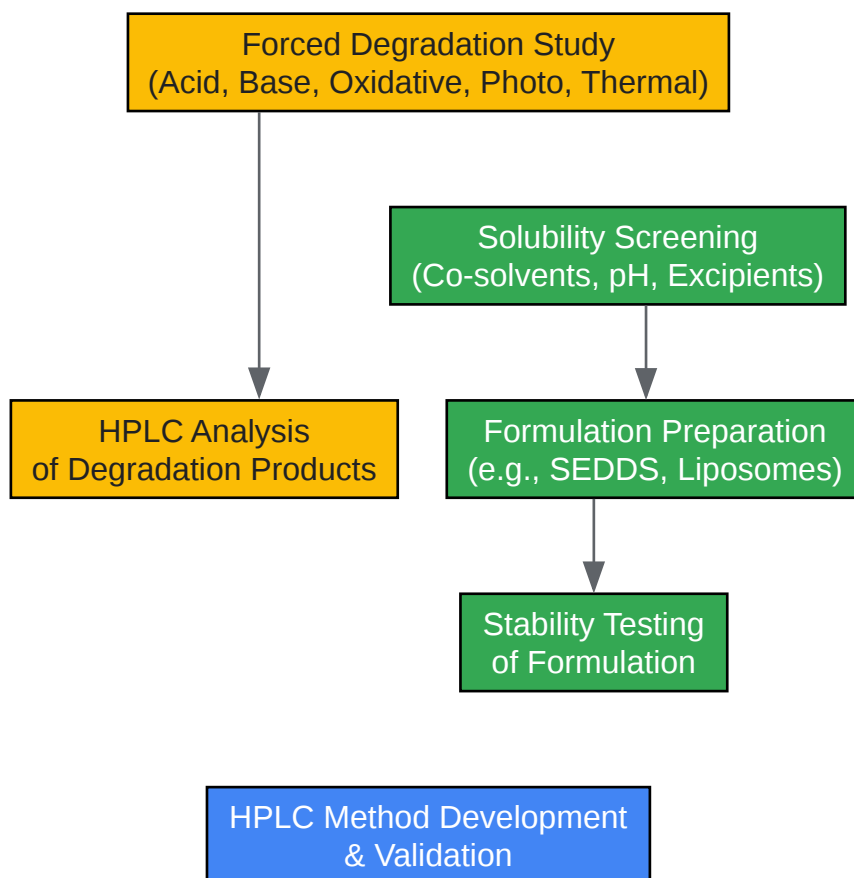 Forced Degradation Study
(Acid, Base, Oxidative, Photo, Thermal)
Solubility Screening
(Co-solvents, pH, Excipients)
HPLC Analysis
of Degradation Products
Formulation Preparation
(e.g., SEDDS, Liposomes)
Stability Testing
of Formulation
HPLC Method Development
& Validation